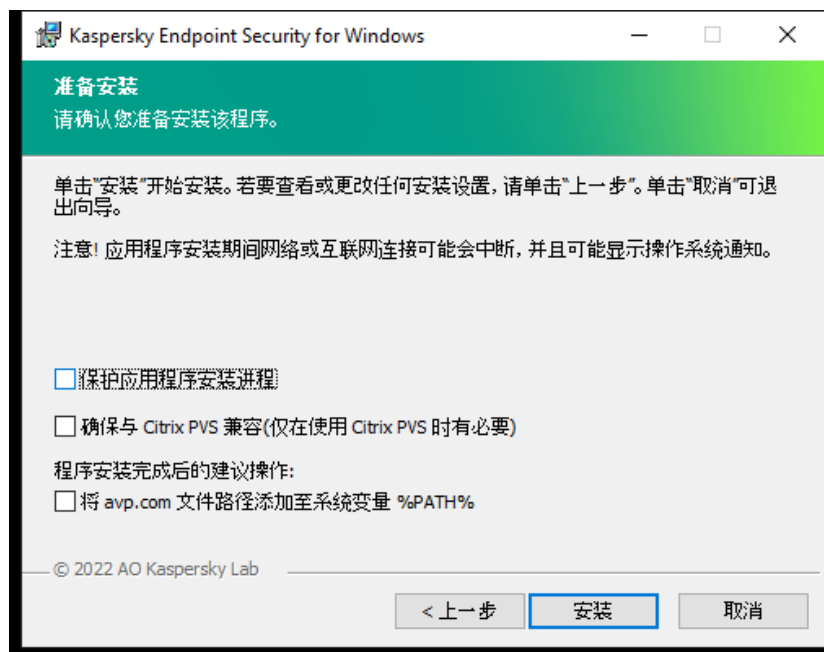 Kaspersky Endpoint Security for Windows
准备安装
请确认您准备安装该程序。
单击"安装"开始安装。若要查看或更改任何安装设置，请单击"上一步"。单击"取消"可退
出向导。
注意! 应用程序安装期间网络或互联网连接可能会中断，并且可能显示操作系统通知。
保护应用程序安装进程
确保与 Citrix PVS 兼容(仅在使用 Citrix PVS 时有必要)
程序安装完成后的建议操作:
将 avp.com 文件路径添加至系统变量 %PATH%
© 2022 AO Kaspersky Lab
< 上一步 安装 取消